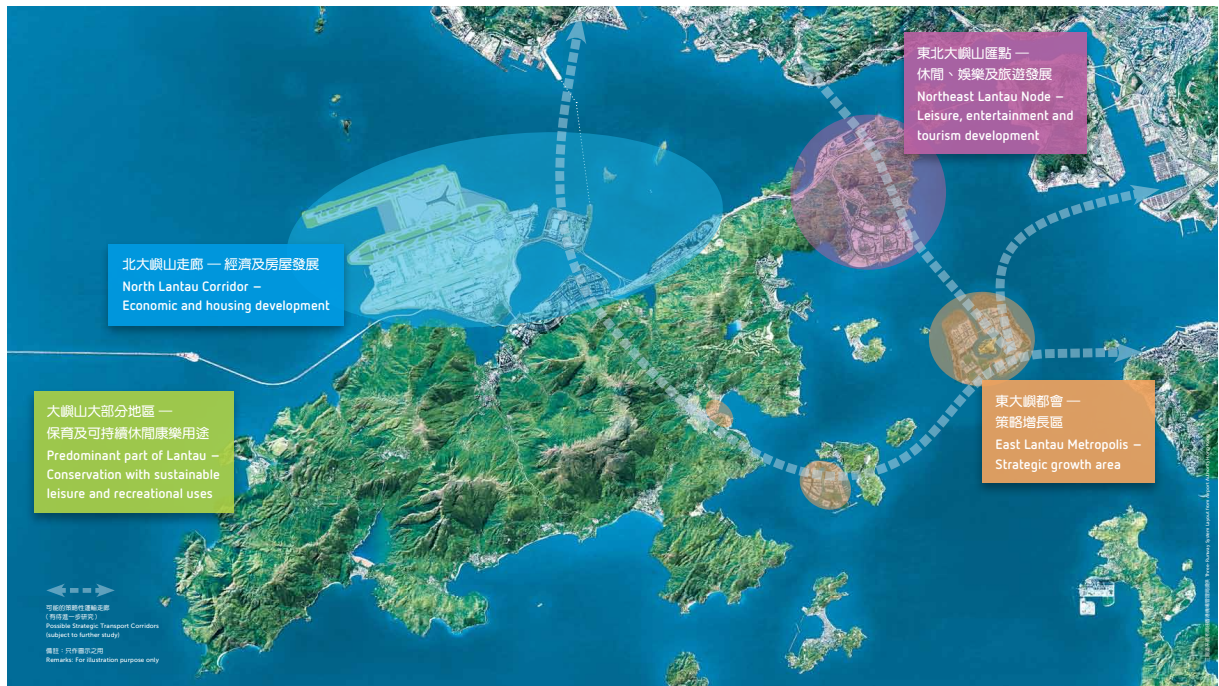 東北大嶼山匯點 —
休閒、娛樂及旅遊發展
Northeast Lantau Node –
Leisure, entertainment and
tourism development
北大嶼山走廊 — 經濟及房屋發展
North Lantau Corridor –
Economic and housing development
大嶼山大部分地區 —
保育及可持續休閒康樂用途
Predominant part of Lantau –
Conservation with sustainable
leisure and recreational uses
東大嶼都會 —
策略增長區
East Lantau Metropolis –
Strategic growth area
可能的策略性運輸走廊
（有待進一步研究）
Possible Strategic Transport Corridors
(subject to further study)
備註：只作圖示之用
Remarks: For illustration purpose only